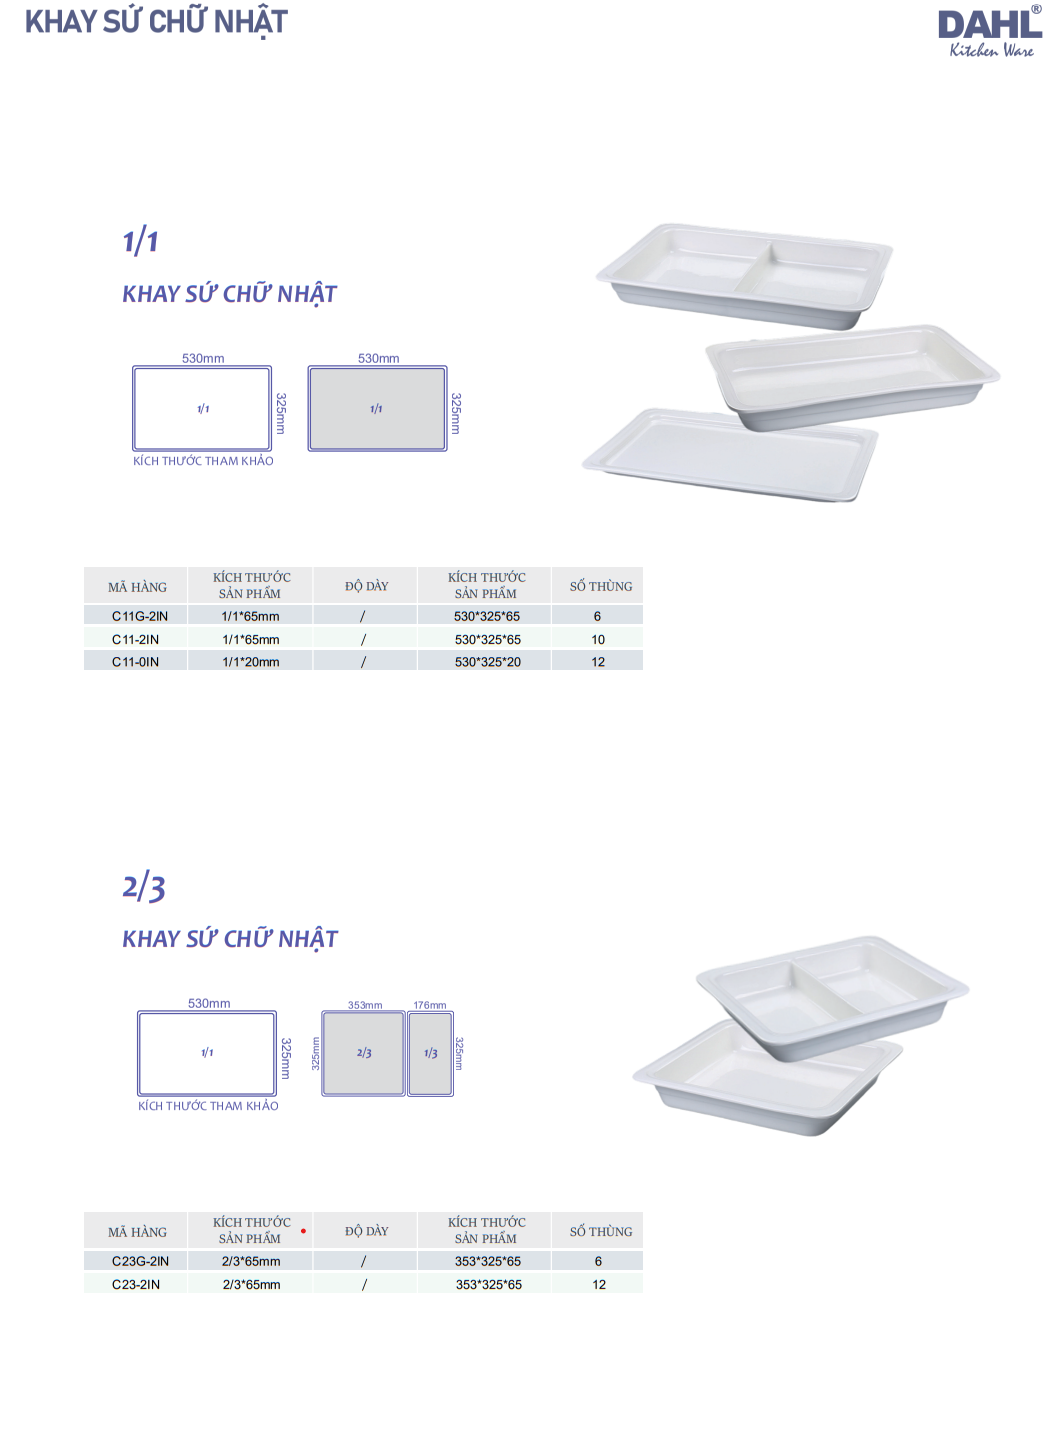 KHAY SỨ CHỮ NHẬT
DAHL®
Kitchen Ware
1/1
KHAY SỨ CHỮ NHẬT
530mm
1/1
325mm
KÍCH THƯỚC THAM KHẢO
530mm
1/1
325mm
MÃ HÀNG KÍCH THƯỚC SẢN PHẨM ĐỘ DÀY KÍCH THƯỚC SẢN PHẨM SỐ THÙNG
C11G-2IN 1/1*65mm / 530*325*65 6
C11-2IN 1/1*65mm / 530*325*65 10
C11-0IN 1/1*20mm / 530*325*20 12
2/3
KHAY SỨ CHỮ NHẬT
530mm
1/1
325mm
KÍCH THƯỚC THAM KHẢO
353mm 176mm
325mm 2/3 1/3 325mm
MÃ HÀNG KÍCH THƯỚC SẢN PHẨM ĐỘ DÀY KÍCH THƯỚC SẢN PHẨM SỐ THÙNG
C23G-2IN 2/3*65mm / 353*325*65 6
C23-2IN 2/3*65mm / 353*325*65 12